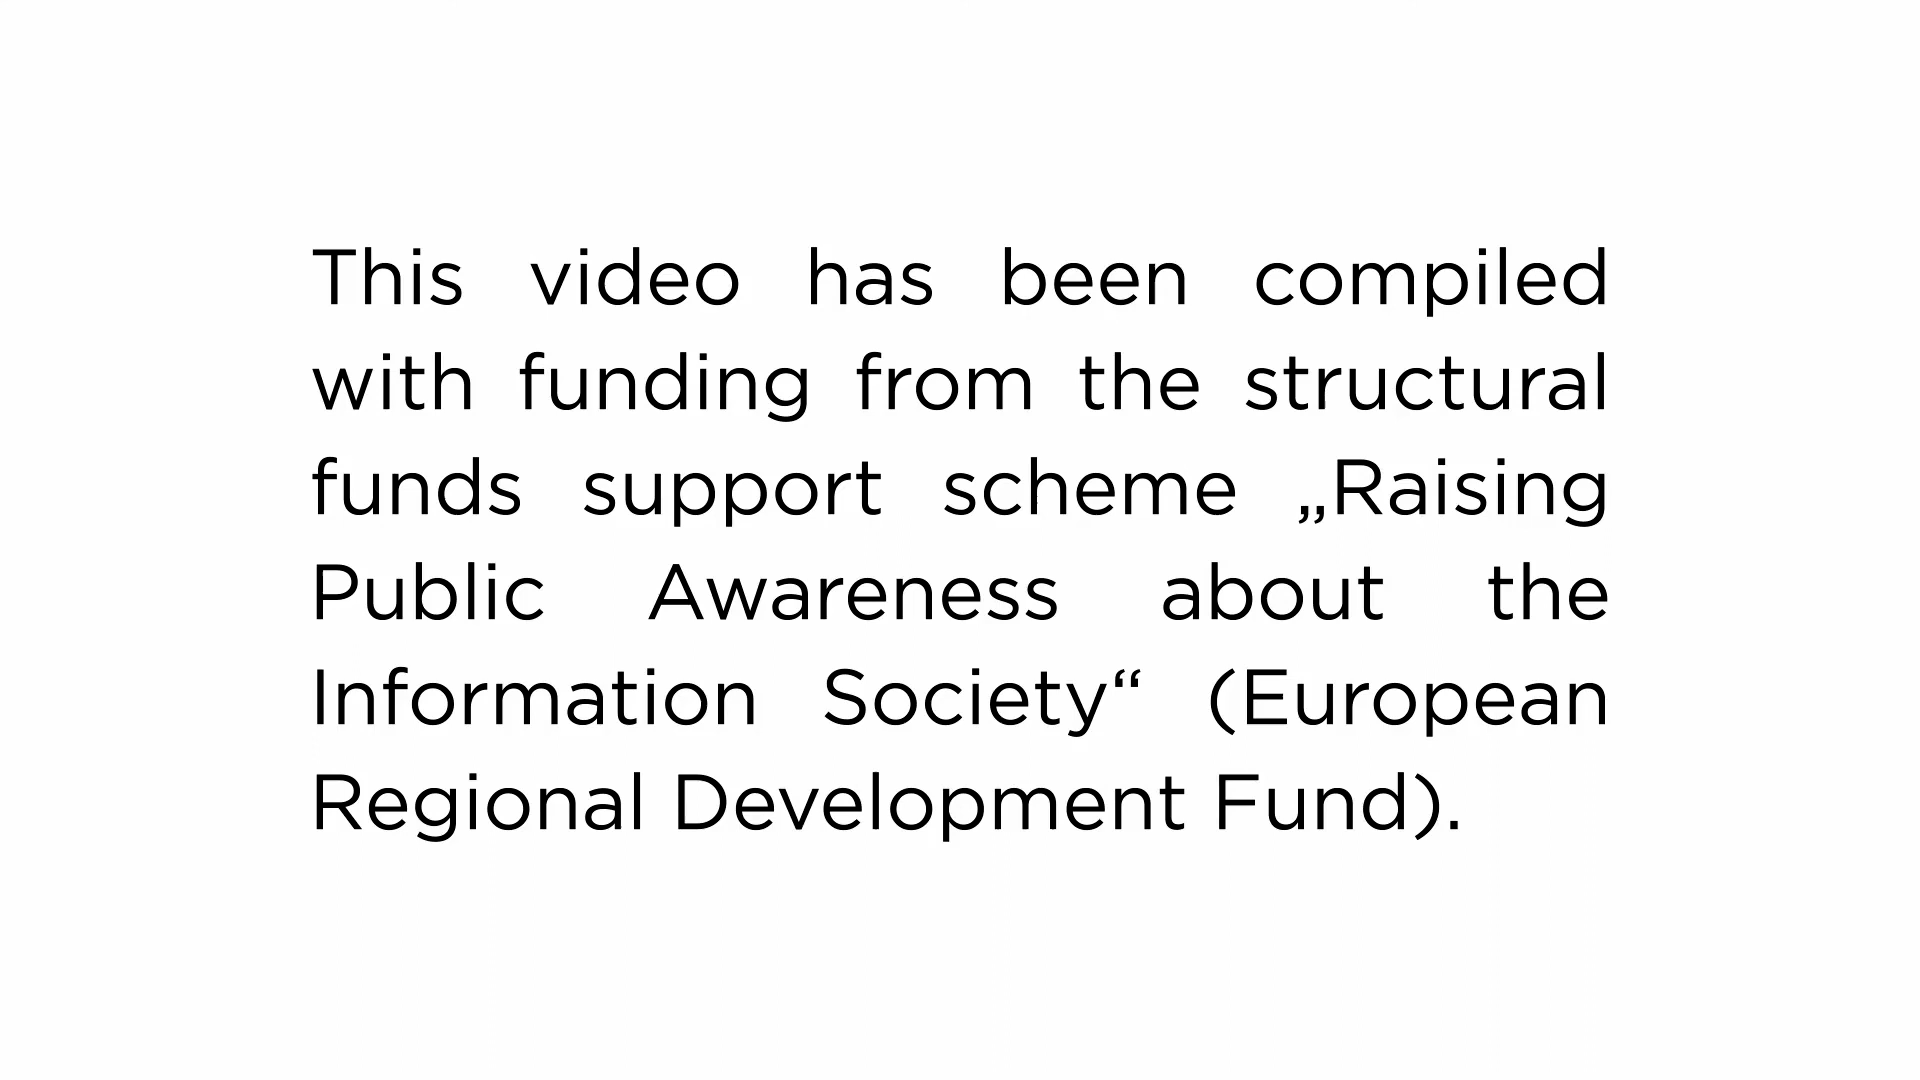 This video has been compiled
with funding from the structural
funds support scheme „Raising
Public Awareness about the
Information Society“ (European
Regional Development Fund).